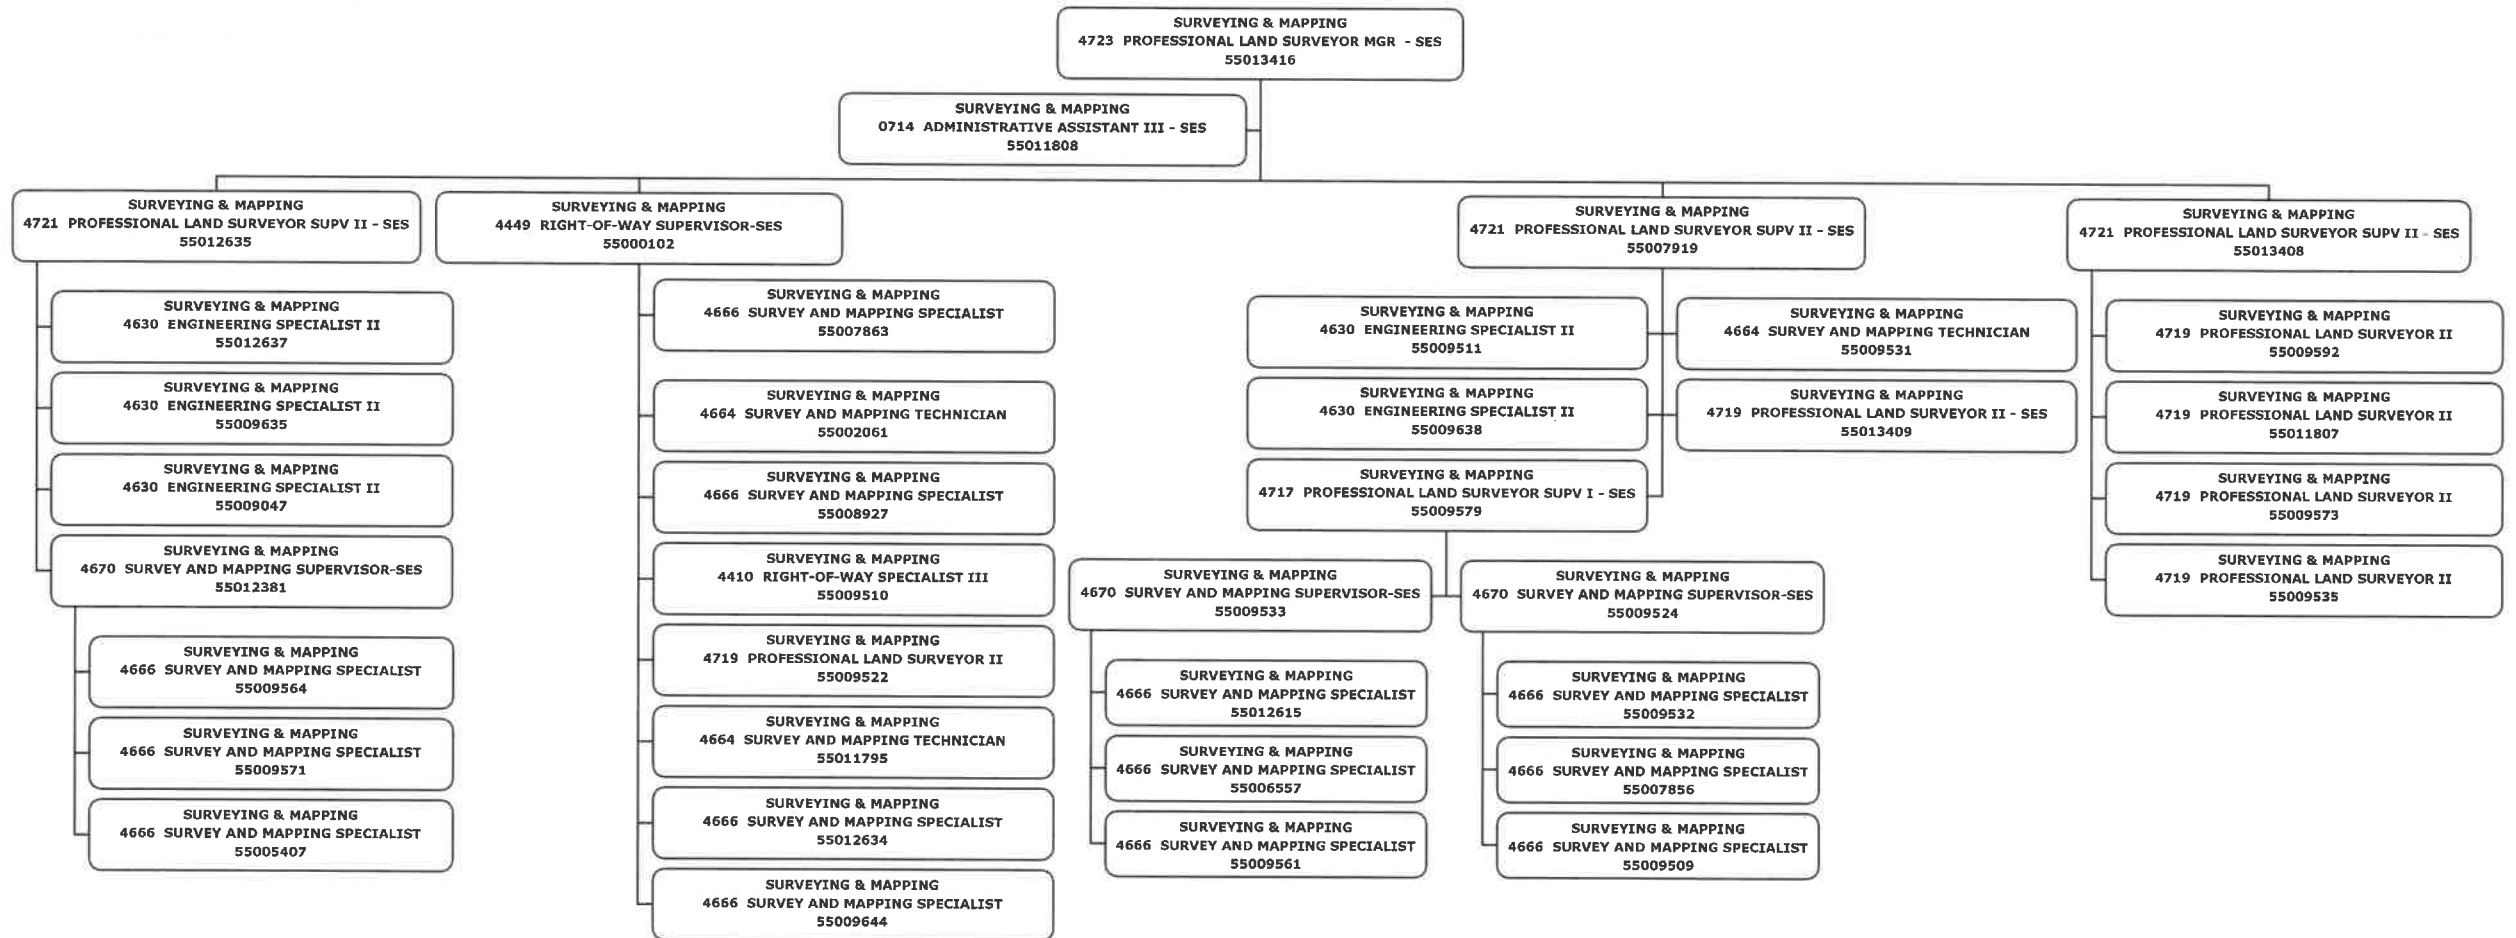 SURVEYING & MAPPING
4723 PROFESSIONAL LAND SURVEYOR MGR - SES
55013416
SURVEYING & MAPPING
0714 ADMINISTRATIVE ASSISTANT III - SES
55011808
SURVEYING & MAPPING
4721 PROFESSIONAL LAND SURVEYOR SUPV II - SES
55012635
SURVEYING & MAPPING
4630 ENGINEERING SPECIALIST II
55012637
SURVEYING & MAPPING
4630 ENGINEERING SPECIALIST II
55009635
SURVEYING & MAPPING
4630 ENGINEERING SPECIALIST II
55009047
SURVEYING & MAPPING
4670 SURVEY AND MAPPING SUPERVISOR-SES
55012381
SURVEYING & MAPPING
4666 SURVEY AND MAPPING SPECIALIST
55009564
SURVEYING & MAPPING
4666 SURVEY AND MAPPING SPECIALIST
55009571
SURVEYING & MAPPING
4666 SURVEY AND MAPPING SPECIALIST
55005407
SURVEYING & MAPPING
4449 RIGHT-OF-WAY SUPERVISOR-SES
55000102
SURVEYING & MAPPING
4666 SURVEY AND MAPPING SPECIALIST
55007863
SURVEYING & MAPPING
4664 SURVEY AND MAPPING TECHNICIAN
55002061
SURVEYING & MAPPING
4666 SURVEY AND MAPPING SPECIALIST
55008927
SURVEYING & MAPPING
4410 RIGHT-OF-WAY SPECIALIST III
55009510
SURVEYING & MAPPING
4719 PROFESSIONAL LAND SURVEYOR II
55009522
SURVEYING & MAPPING
4664 SURVEY AND MAPPING TECHNICIAN
55011795
SURVEYING & MAPPING
4666 SURVEY AND MAPPING SPECIALIST
55012634
SURVEYING & MAPPING
4666 SURVEY AND MAPPING SPECIALIST
55009644
SURVEYING & MAPPING
4721 PROFESSIONAL LAND SURVEYOR SUPV II - SES
55007919
SURVEYING & MAPPING
4630 ENGINEERING SPECIALIST II
55009511
SURVEYING & MAPPING
4664 SURVEY AND MAPPING TECHNICIAN
55009531
SURVEYING & MAPPING
4630 ENGINEERING SPECIALIST II
55009638
SURVEYING & MAPPING
4719 PROFESSIONAL LAND SURVEYOR II - SES
55013409
SURVEYING & MAPPING
4717 PROFESSIONAL LAND SURVEYOR SUPV I - SES
55009579
SURVEYING & MAPPING
4670 SURVEY AND MAPPING SUPERVISOR-SES
55009533
SURVEYING & MAPPING
4666 SURVEY AND MAPPING SPECIALIST
55012615
SURVEYING & MAPPING
4666 SURVEY AND MAPPING SPECIALIST
55006557
SURVEYING & MAPPING
4666 SURVEY AND MAPPING SPECIALIST
55009561
SURVEYING & MAPPING
4670 SURVEY AND MAPPING SUPERVISOR-SES
55009524
SURVEYING & MAPPING
4666 SURVEY AND MAPPING SPECIALIST
55009532
SURVEYING & MAPPING
4666 SURVEY AND MAPPING SPECIALIST
55007856
SURVEYING & MAPPING
4666 SURVEY AND MAPPING SPECIALIST
55009509
SURVEYING & MAPPING
4721 PROFESSIONAL LAND SURVEYOR SUPV II - SES
55013408
SURVEYING & MAPPING
4719 PROFESSIONAL LAND SURVEYOR II
55009592
SURVEYING & MAPPING
4719 PROFESSIONAL LAND SURVEYOR II
55011807
SURVEYING & MAPPING
4719 PROFESSIONAL LAND SURVEYOR II
55009573
SURVEYING & MAPPING
4719 PROFESSIONAL LAND SURVEYOR II
55009535